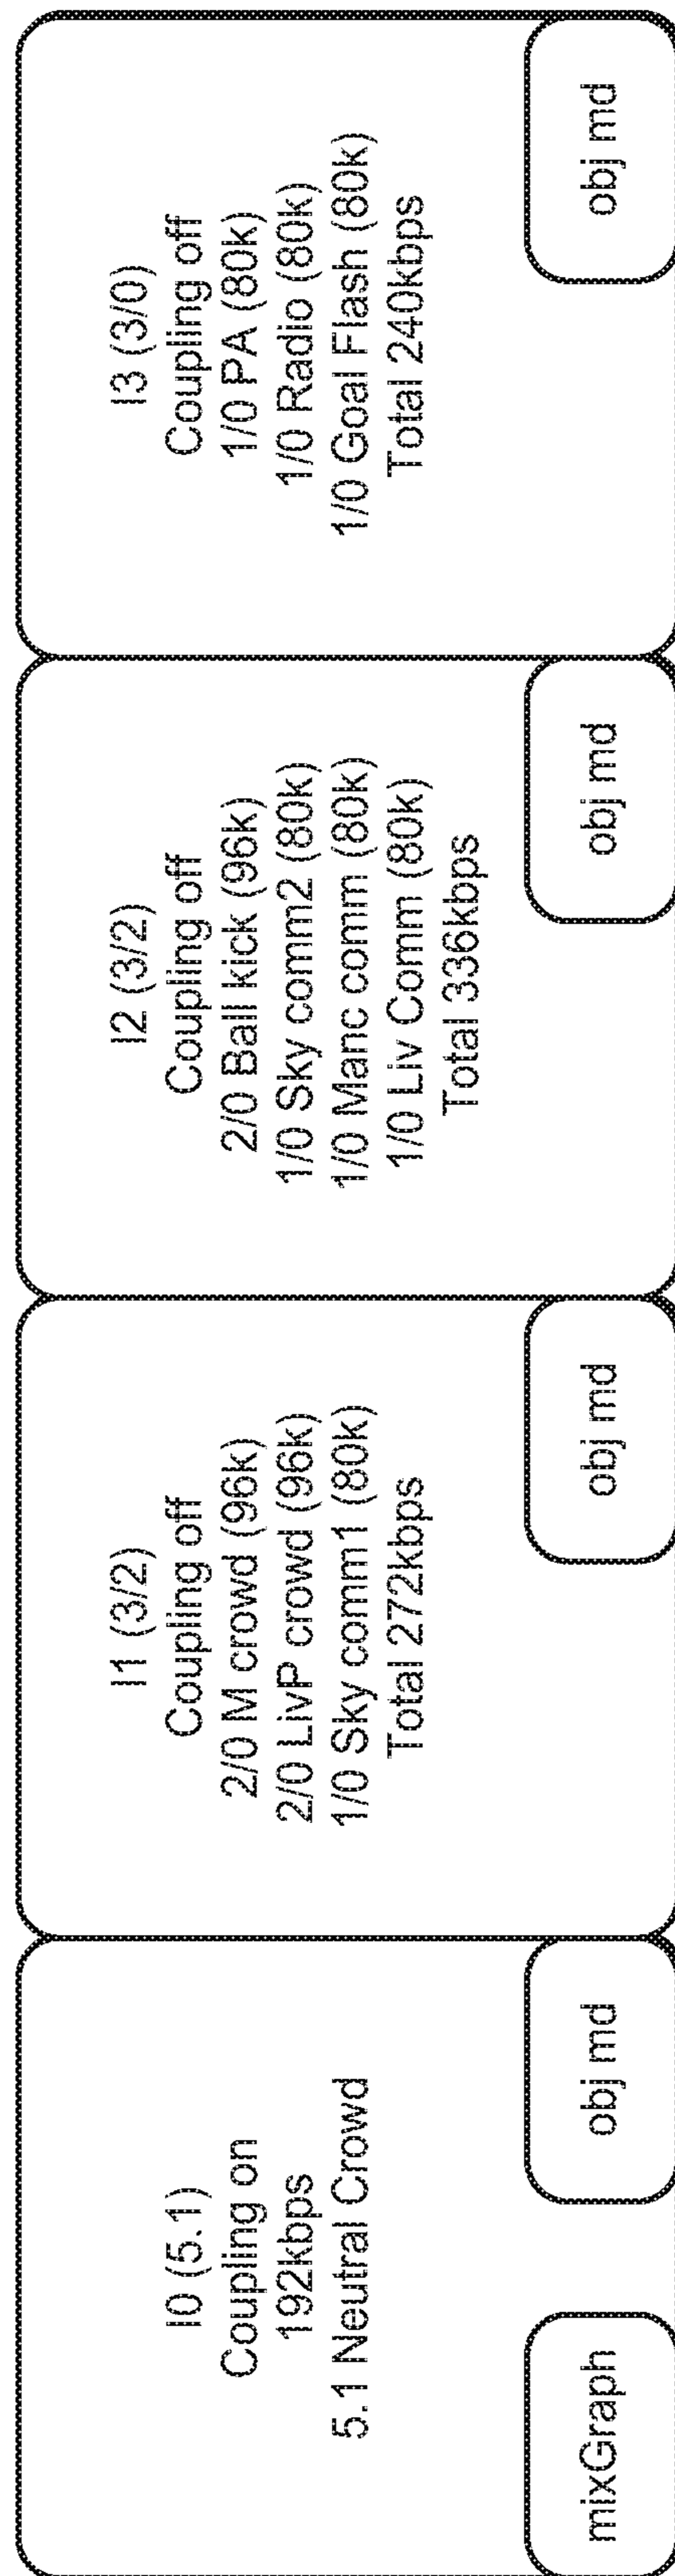 I0 (5.1)
Coupling on
192kbps
5.1 Neutral Crowd
mixGraph
obj md
I1 (3/2)
Coupling off
2/0 M crowd (96k)
2/0 LivP crowd (96k)
1/0 Sky comm1 (80k)
Total 272kbps
obj md
I2 (3/2)
Coupling off
2/0 Ball kick (96k)
1/0 Sky comm2 (80k)
1/0 Manc comm (80k)
1/0 Liv Comm (80k)
Total 336kbps
obj md
I3 (3/0)
Coupling off
1/0 PA (80k)
1/0 Radio (80k)
1/0 Goal Flash (80k)
Total 240kbps
obj md